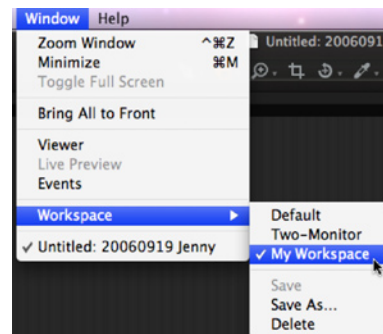 Window Help
Untitled: 20060919
Zoom Window ^⌘Z
Minimize ⌘M
Toggle Full Screen
Bring All to Front
Viewer
Live Preview
Events
Workspace ▶
✓ Untitled: 20060919 Jenny
Default
Two-Monitor
✓ My Workspace
Save
Save As...
Delete